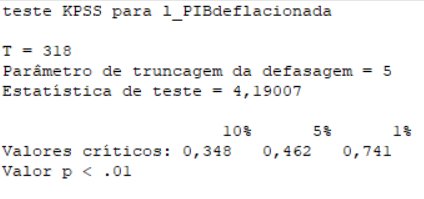 teste KPSS para l_PIBdeflacionada
T = 318
Parâmetro de truncagem da defasagem = 5
Estatística de teste = 4,19007
10% 5% 1%
Valores críticos: 0,348 0,462 0,741
Valor p < .01